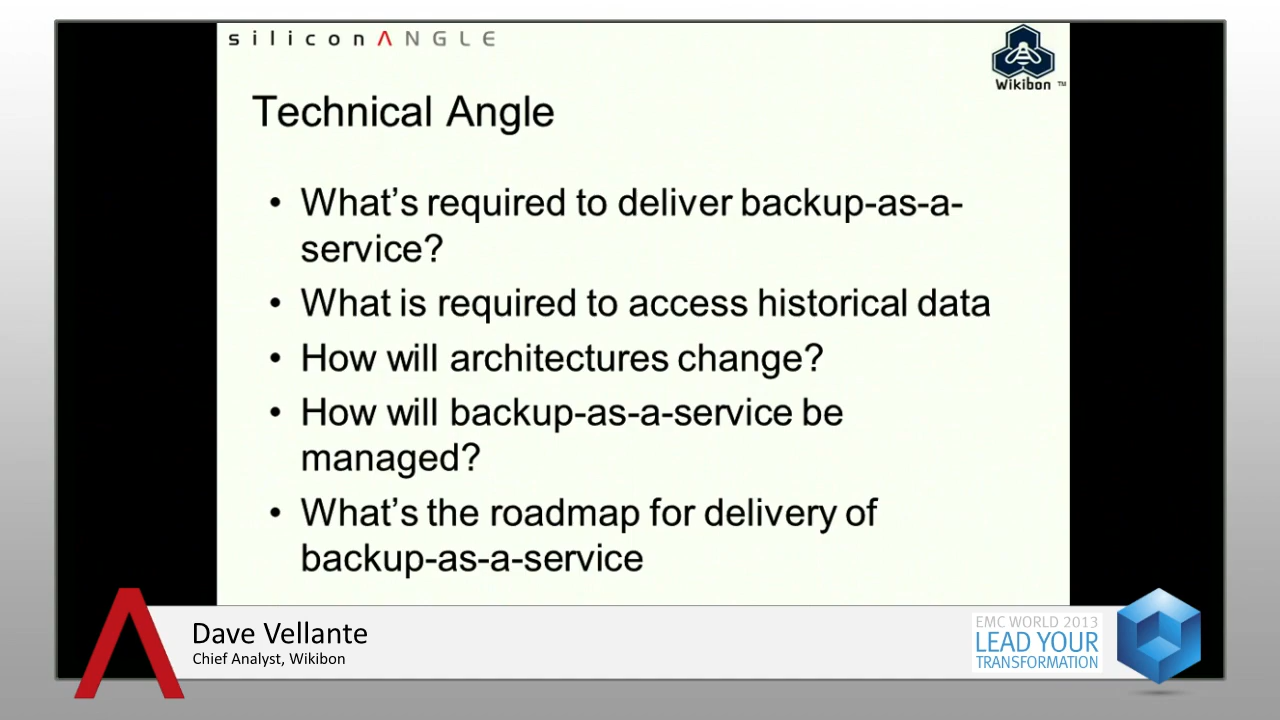 siliconANGLE
Wikibon ™
Technical Angle
• What's required to deliver backup-as-a-
service?
• What is required to access historical data
• How will architectures change?
• How will backup-as-a-service be
managed?
• What's the roadmap for delivery of
backup-as-a-service
Dave Vellante
Chief Analyst, Wikibon
EMC WORLD 2013
LEAD YOUR
TRANSFORMATION